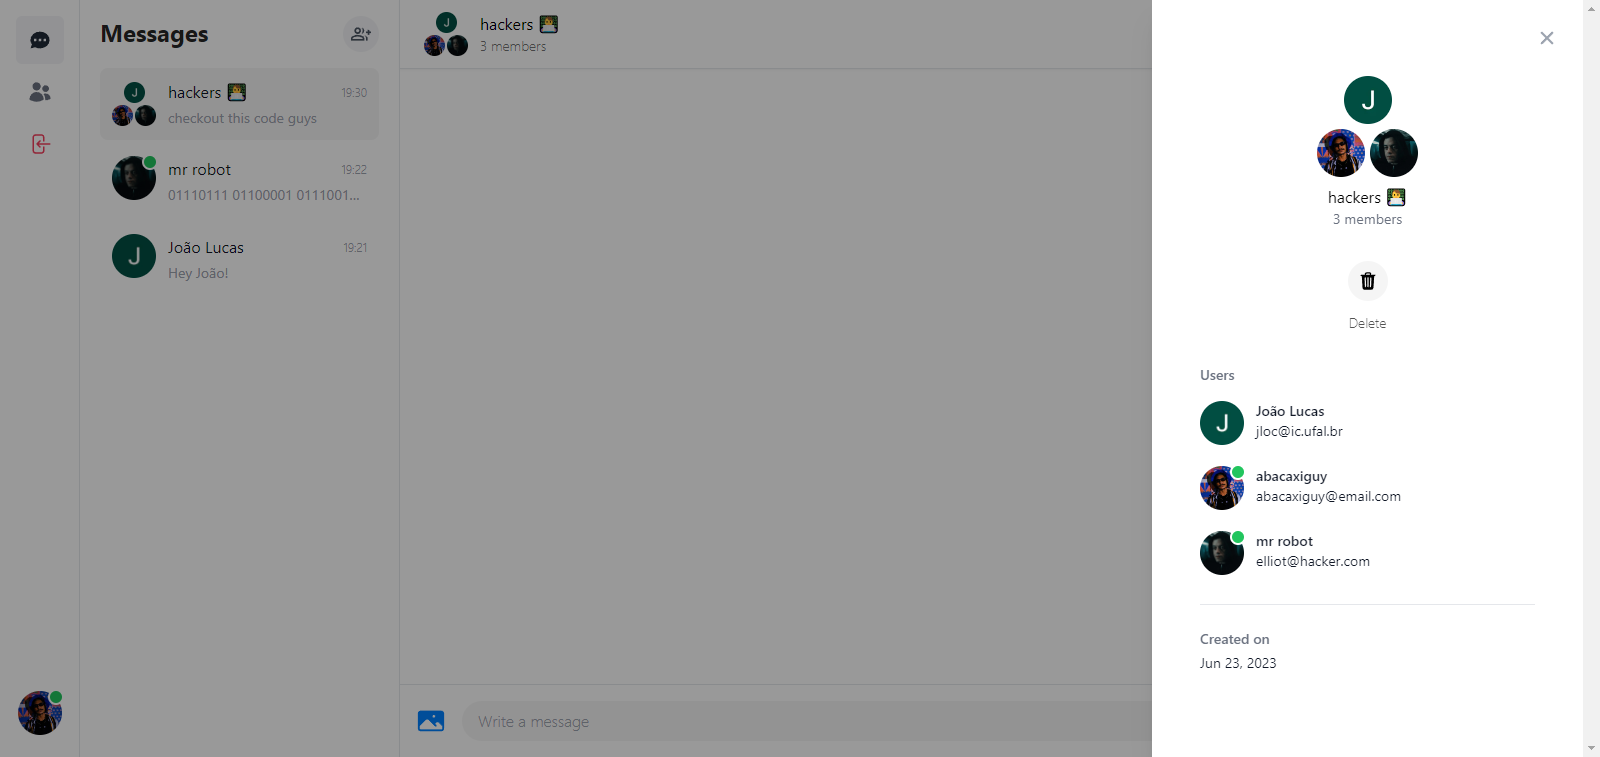 Messages
hackers 👨‍💻
19:30
checkout this code guys
mr robot
19:22
01110111 01100001 0111001...
J
João Lucas
19:21
Hey João!
J
hackers 👨‍💻
3 members
Write a message
J
hackers 👨‍💻
3 members
Delete
Users
J
João Lucas
jloc@ic.ufal.br
abacaxiguy
abacaxiguy@email.com
mr robot
elliot@hacker.com
Created on
Jun 23, 2023